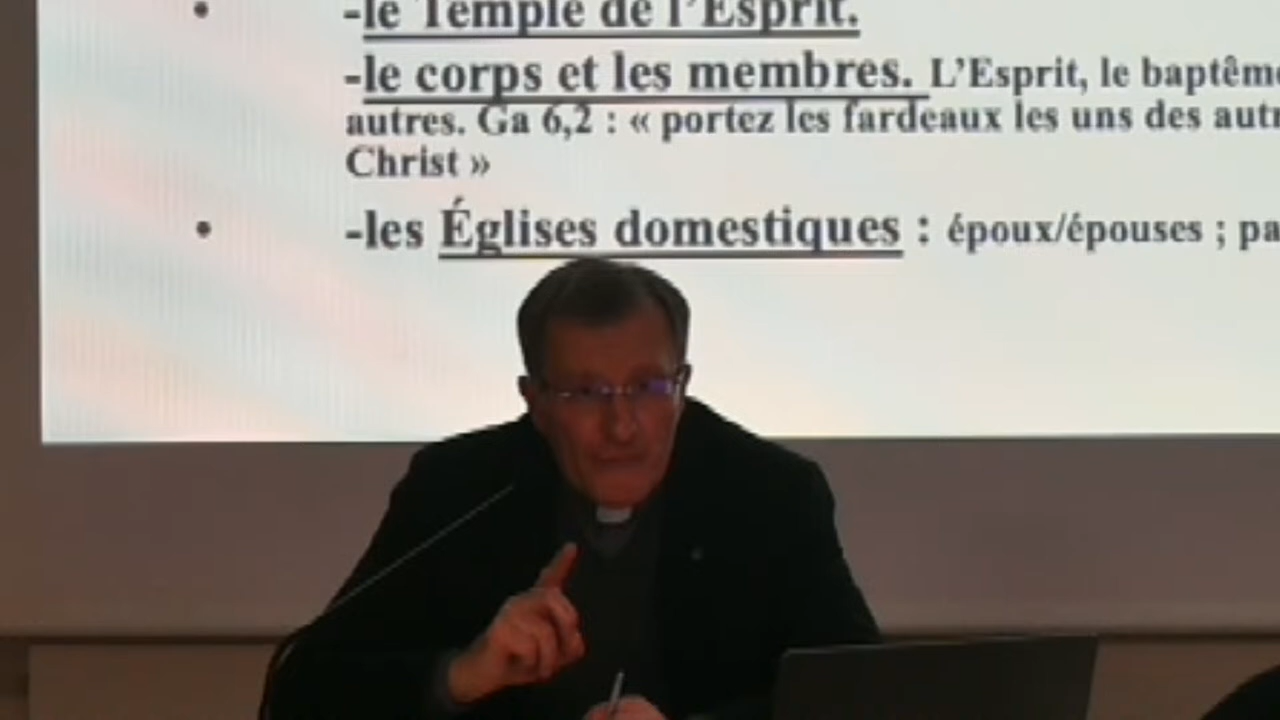 -le Temple de l’Esprit.
-le corps et les membres. L’Esprit, le baptême
autres. Ga 6,2 : « portez les fardeaux les uns des autr
Christ »
-les Églises domestiques : époux/épouses ; pa